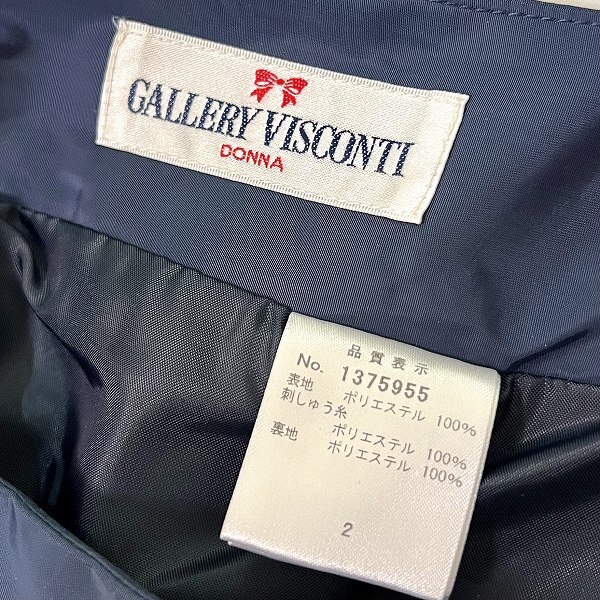 GALLERY VISCONTI
DONNA
品質表示
No. 1375955
表地 ポリエステル 100%
刺しゅう糸
ポリエステル 100%
裏地 ポリエステル 100%
2